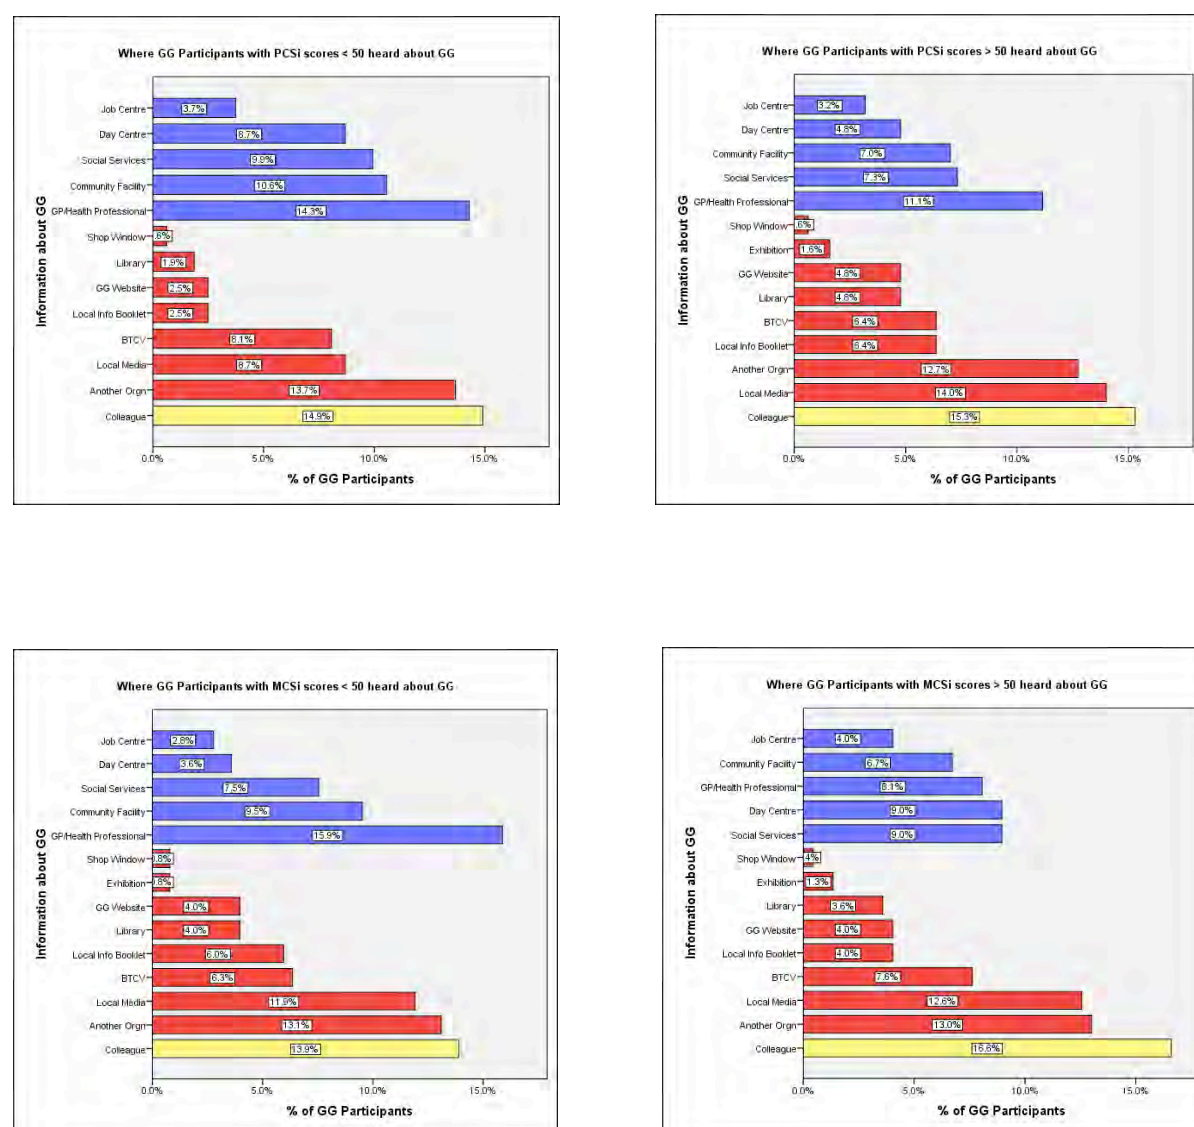 Where GG Participants with PCSi scores < 50 heard about GG
Information about GG
Job Centre 3.7%
Day Centre 8.7%
Social Services 9.9%
Community Facility 10.6%
GP/Health Professional 14.3%
Shop Window .6%
Library 1.9%
GG Website 2.5%
Local Info Booklet 2.5%
BTCV 8.1%
Local Media 8.7%
Another Orgn 13.7%
Colleague 14.9%
0.0% 5.0% 10.0% 15.0%
% of GG Participants
Where GG Participants with PCSi scores > 50 heard about GG
Information about GG
Job Centre 3.2%
Day Centre 4.8%
Community Facility 7.0%
Social Services 7.3%
GP/Health Professional 11.1%
Shop Window .6%
Exhibition 1.6%
GG Website 4.8%
Library 4.8%
BTCV 6.4%
Local Info Booklet 6.4%
Another Orgn 12.7%
Local Media 14.0%
Colleague 15.3%
0.0% 5.0% 10.0% 15.0%
% of GG Participants
Where GG Participants with MCSi scores < 50 heard about GG
Information about GG
Job Centre 2.8%
Day Centre 3.6%
Social Services 7.5%
Community Facility 9.5%
GP/Health Professional 15.9%
Shop Window 0.8%
Exhibition 0.8%
GG Website 4.0%
Library 4.0%
Local Info Booklet 6.0%
BTCV 6.3%
Local Media 11.9%
Another Orgn 13.1%
Colleague 13.9%
0.0% 5.0% 10.0% 15.0%
% of GG Participants
Where GG Participants with MCSi scores > 50 heard about GG
Information about GG
Job Centre 4.0%
Community Facility 6.7%
GP/Health Professional 8.1%
Day Centre 9.0%
Social Services 9.0%
Shop Window .4%
Exhibition 1.3%
Library 3.6%
GG Website 4.0%
Local Info Booklet 4.0%
BTCV 7.6%
Local Media 12.6%
Another Orgn 13.0%
Colleague 16.6%
0.0% 5.0% 10.0% 15.0%
% of GG Participants